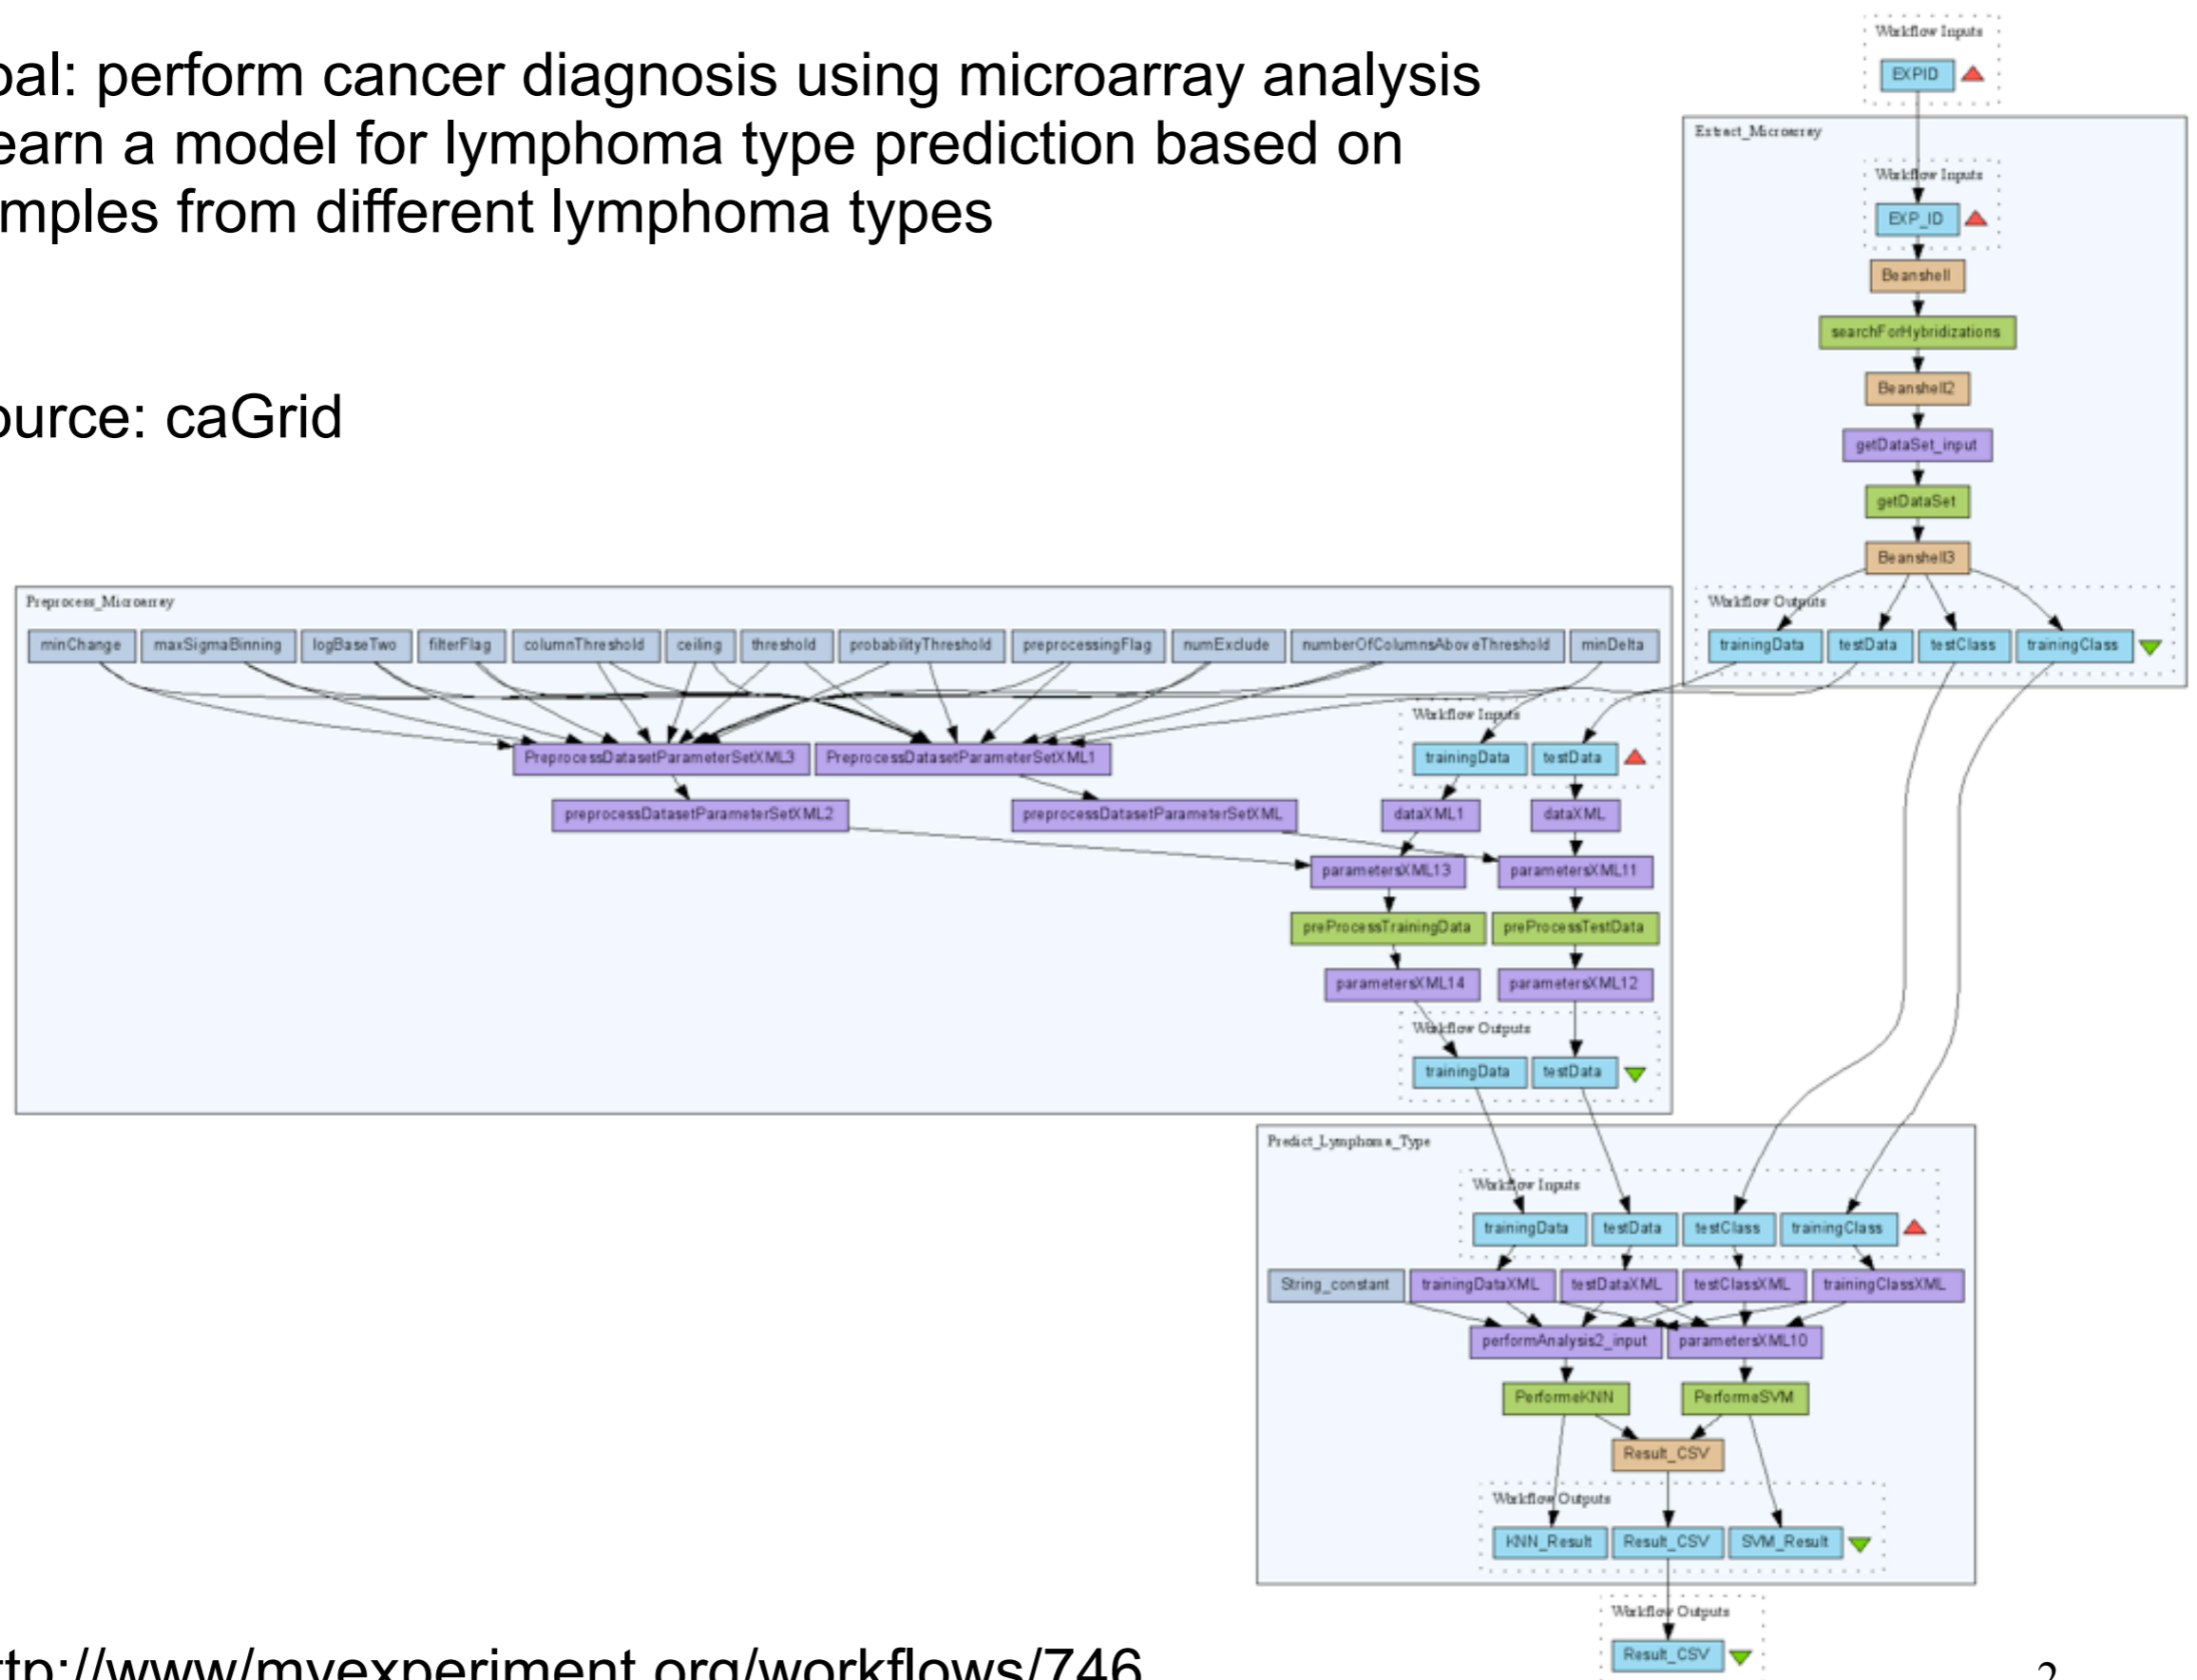 oal: perform cancer diagnosis using microarray analysis
earn a model for lymphoma type prediction based on
mples from different lymphoma types
ource: caGrid
Workflow Inputs
EXPID
Extract_Microarray
Workflow Inputs
EXP_ID
Beanshell
searchForHybridizations
Beanshell2
getDataSet_input
getDataSet
Beanshell3
Workflow Outputs
trainingData testData testClass trainingClass
Preprocess_Microarray
minChange maxSigmaBinning logBaseTwo filterFlag columnThreshold ceiling threshold probabilityThreshold preprocessingFlag numExclude numberOfColumnsAboveThreshold minDelta
Workflow Inputs
PreprocessDatasetParameterSetXML3 PreprocessDatasetParameterSetXML1 trainingData testData
preprocessDatasetParameterSetXML2 preprocessDatasetParameterSetXML dataXML1 dataXML
parametersXML13 parametersXML11
preProcessTrainingData preProcessTestData
parametersXML14 parametersXML12
Workflow Outputs
trainingData testData
Predict_Lymphoma_Type
Workflow Inputs
trainingData testData testClass trainingClass
String_constant trainingDataXML testDataXML testClassXML trainingClassXML
performAnalysis2_input parametersXML10
PerformeKNN PerformeSVM
Result_CSV
Workflow Outputs
KNN_Result Result_CSV SVM_Result
Workflow Outputs
Result_CSV
ttp://www/myexperiment.org/workflows/746
2